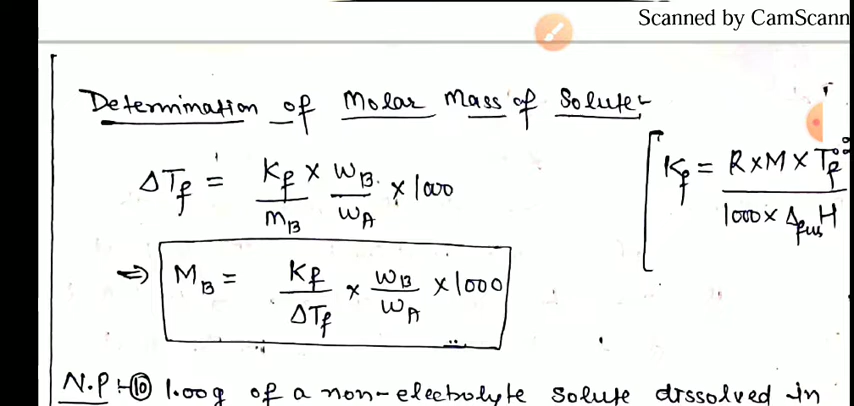 Scanned by CamScann
Determination of Molar Mass of Solute:-
ΔTf = Kf/MB × WB/WA × 1000
[Kf = R×M×Tf°²/1000×ΔfusH
⇒ MB = Kf/ΔTf × WB/WA × 1000
N.P:-⑩ 1.00g of a non-electrolyte solute dissolved in